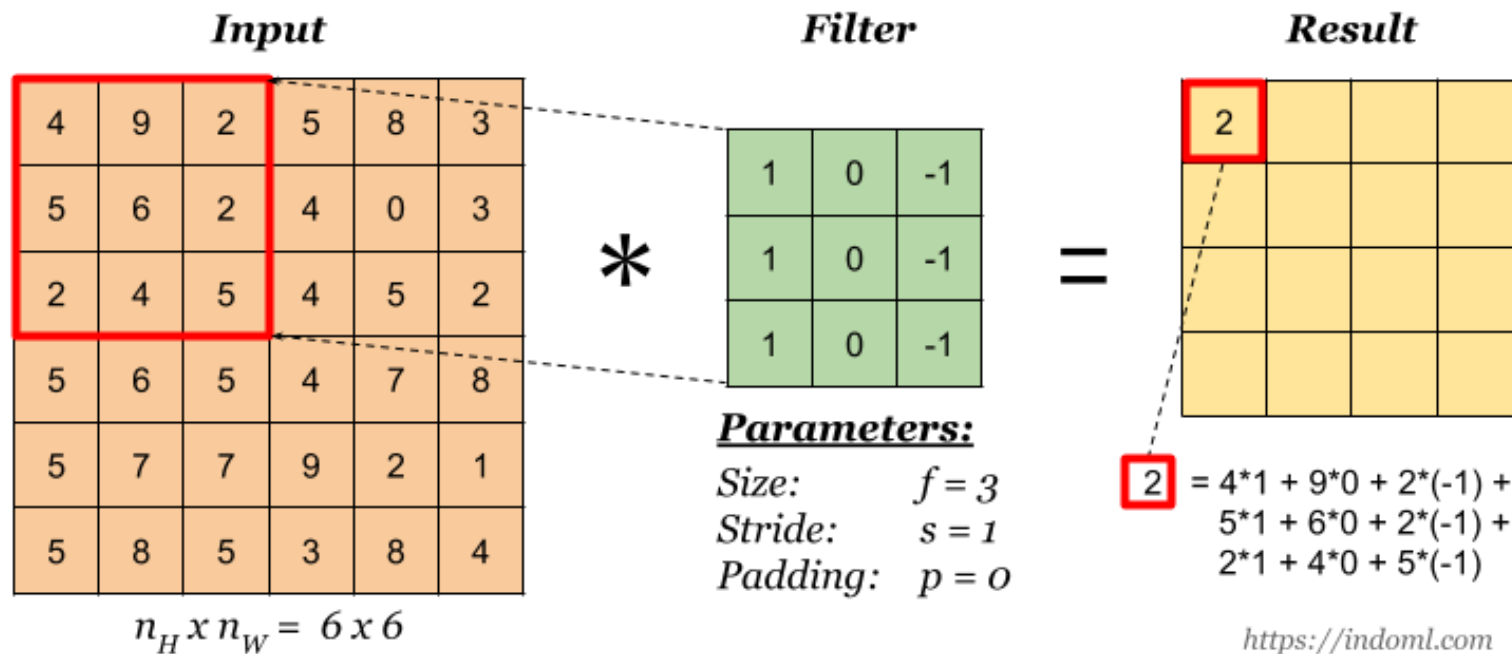 Input
Filter
Result
4 9 2 5 8 3
5 6 2 4 0 3
2 4 5 4 5 2
5 6 5 4 7 8
5 7 7 9 2 1
5 8 5 3 8 4
n_H x n_W = 6 x 6
*
1 0 -1
1 0 -1
1 0 -1
Parameters:
Size: f = 3
Stride: s = 1
Padding: p = 0
=
2
2 = 4*1 + 9*0 + 2*(-1) +
5*1 + 6*0 + 2*(-1) +
2*1 + 4*0 + 5*(-1)
https://indoml.com